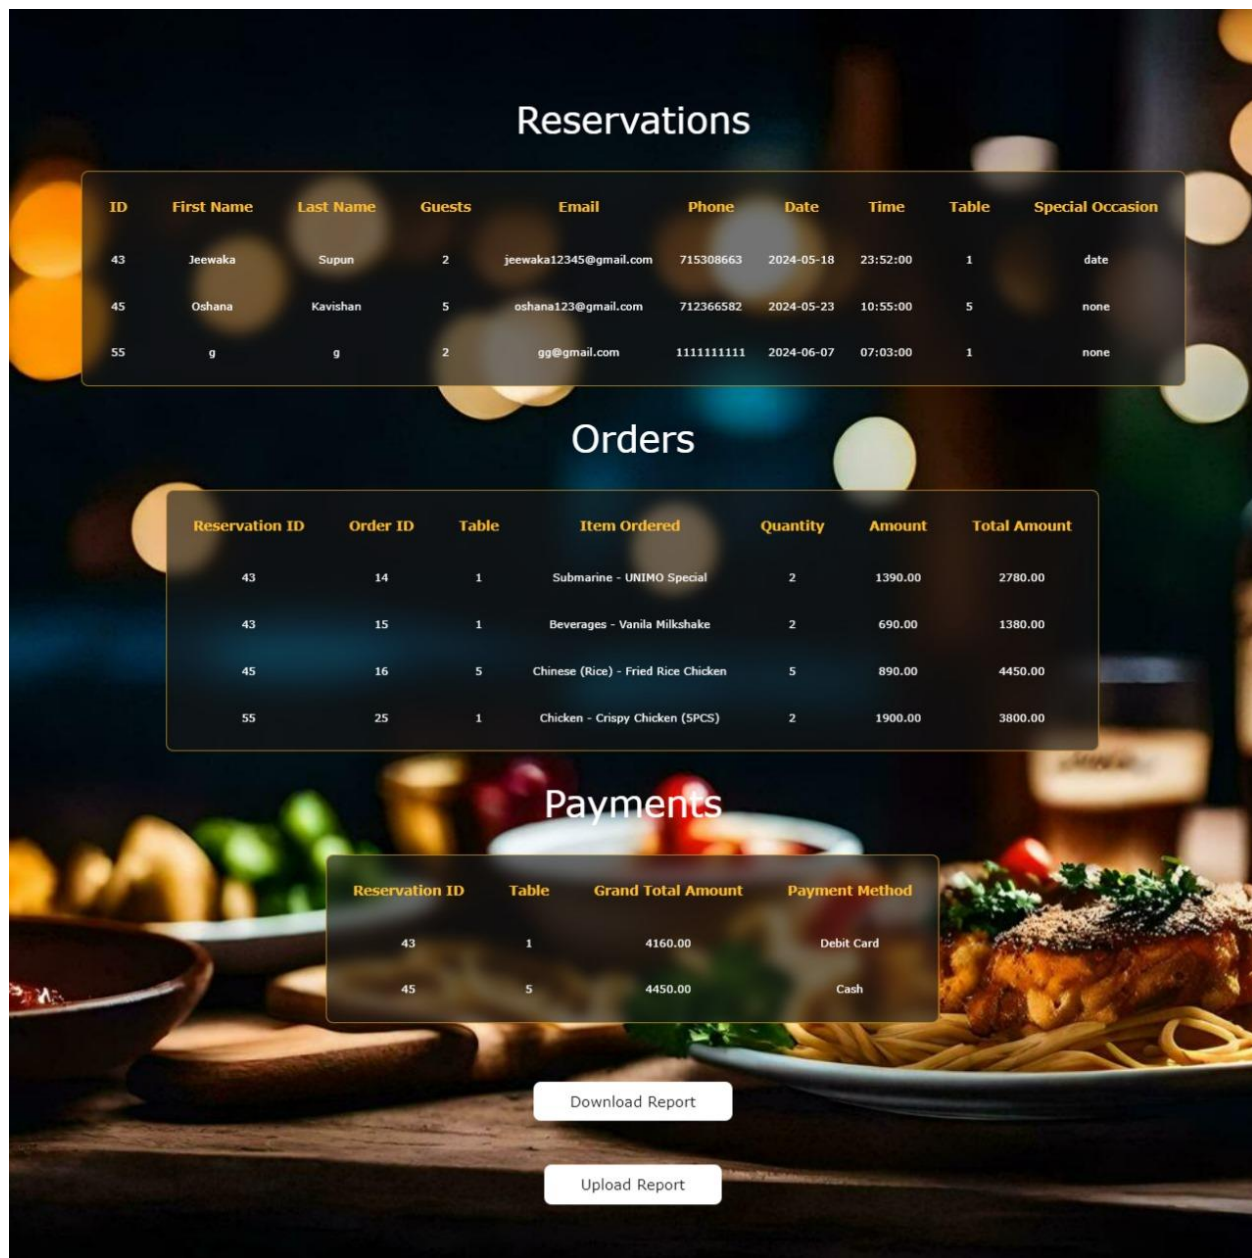 Reservations
ID First Name Last Name Guests Email Phone Date Time Table Special Occasion
43 Jeewaka Supun 2 jeewaka12345@gmail.com 715308663 2024-05-18 23:52:00 1 date
45 Oshana Kavishan 5 oshana123@gmail.com 712366582 2024-05-23 10:55:00 5 none
55 g g 2 gg@gmail.com 1111111111 2024-06-07 07:03:00 1 none
Orders
Reservation ID Order ID Table Item Ordered Quantity Amount Total Amount
43 14 1 Submarine - UNIMO Special 2 1390.00 2780.00
43 15 1 Beverages - Vanila Milkshake 2 690.00 1380.00
45 16 5 Chinese (Rice) - Fried Rice Chicken 5 890.00 4450.00
55 25 1 Chicken - Crispy Chicken (5PCS) 2 1900.00 3800.00
Payments
Reservation ID Table Grand Total Amount Payment Method
43 1 4160.00 Debit Card
45 5 4450.00 Cash
Download Report
Upload Report